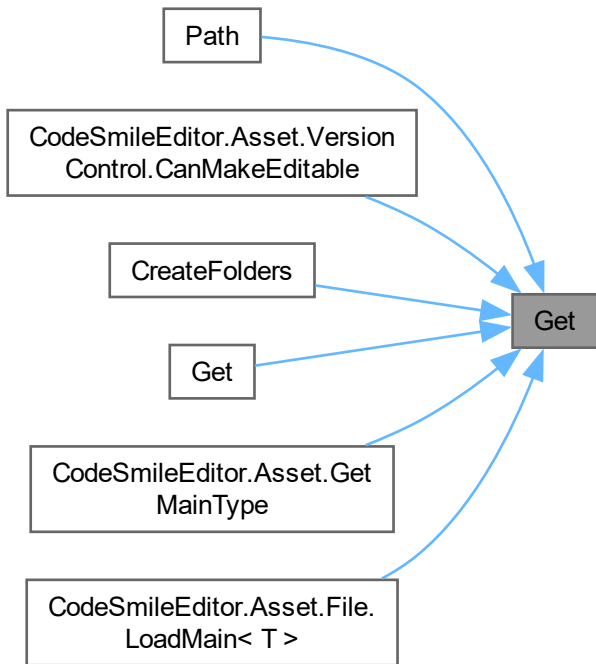 Path
CodeSmileEditor.Asset.Version
Control.CanMakeEditable
CreateFolders
Get
Get
CodeSmileEditor.Asset.Get
MainType
CodeSmileEditor.Asset.File.
LoadMain< T >